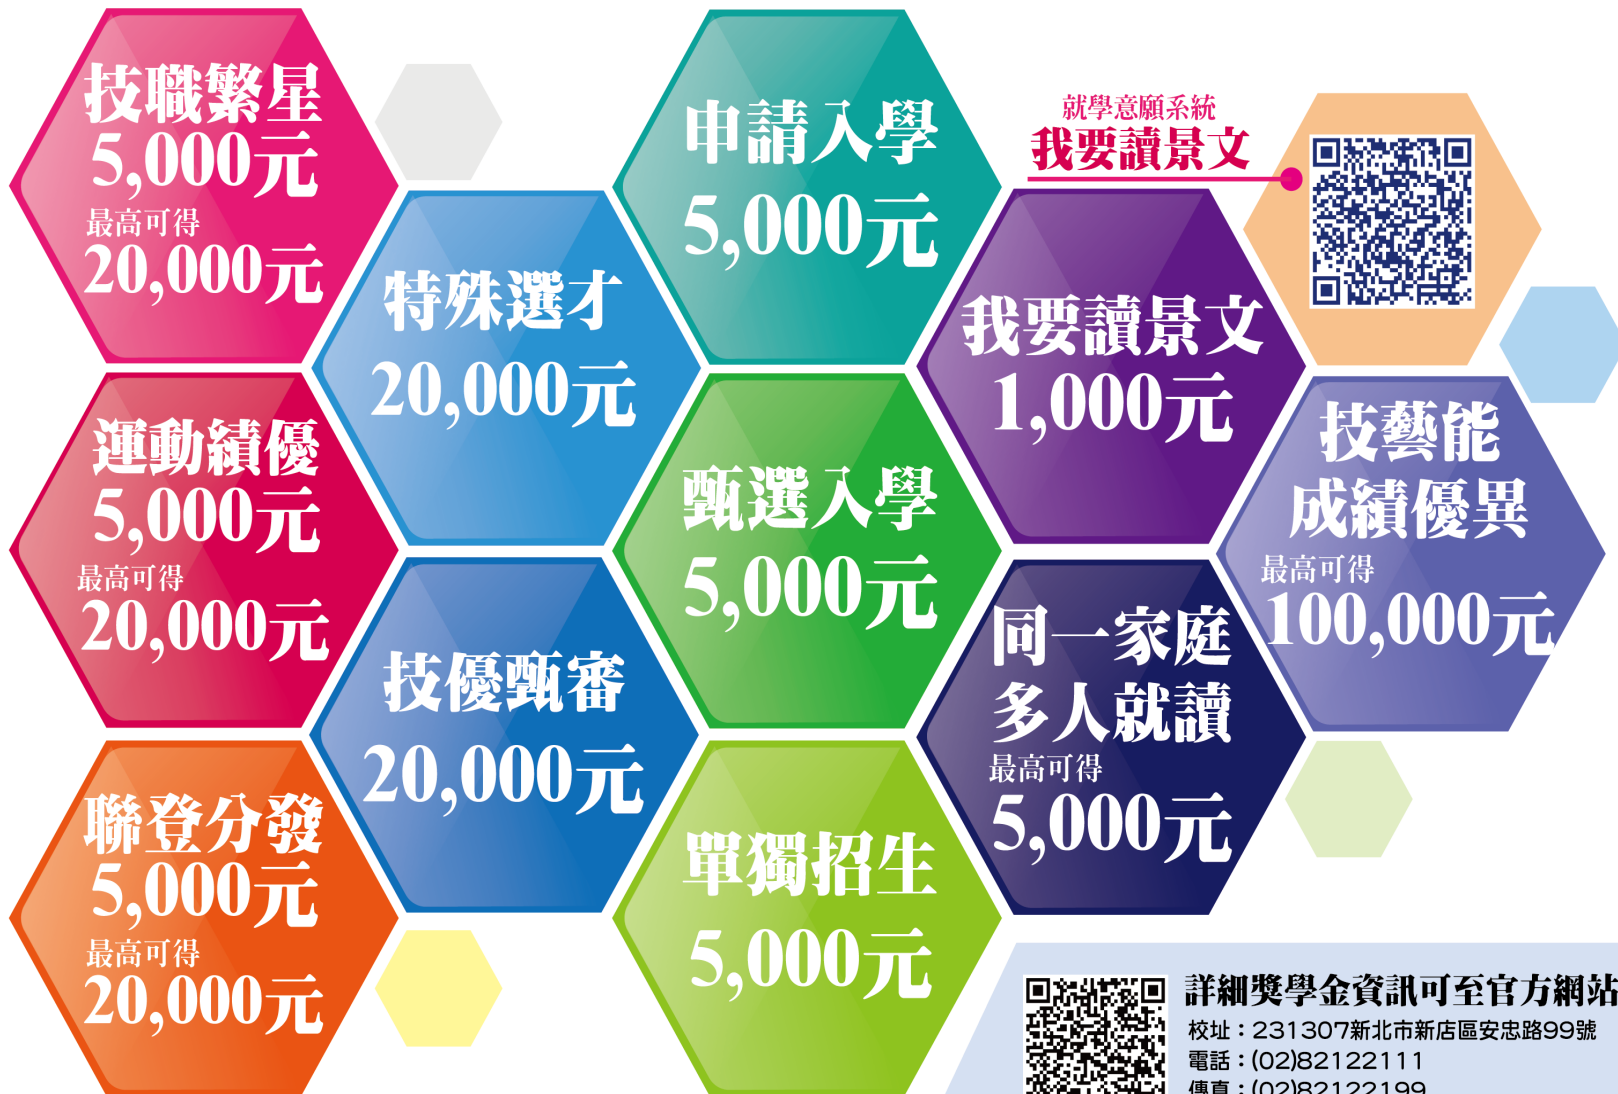 技職繁星
5,000元
最高可得
20,000元
運動績優
5,000元
最高可得
20,000元
聯登分發
5,000元
最高可得
20,000元
特殊選才
20,000元
技優甄審
20,000元
申請入學
5,000元
甄選入學
5,000元
單獨招生
5,000元
就學意願系統
我要讀景文
我要讀景文
1,000元
同一家庭
多人就讀
最高可得
5,000元
技藝能
成績優異
最高可得
100,000元
詳細獎學金資訊可至官方網站
校址：231307新北市新店區安忠路99號
電話：(02)82122111
傳真：(02)82122199